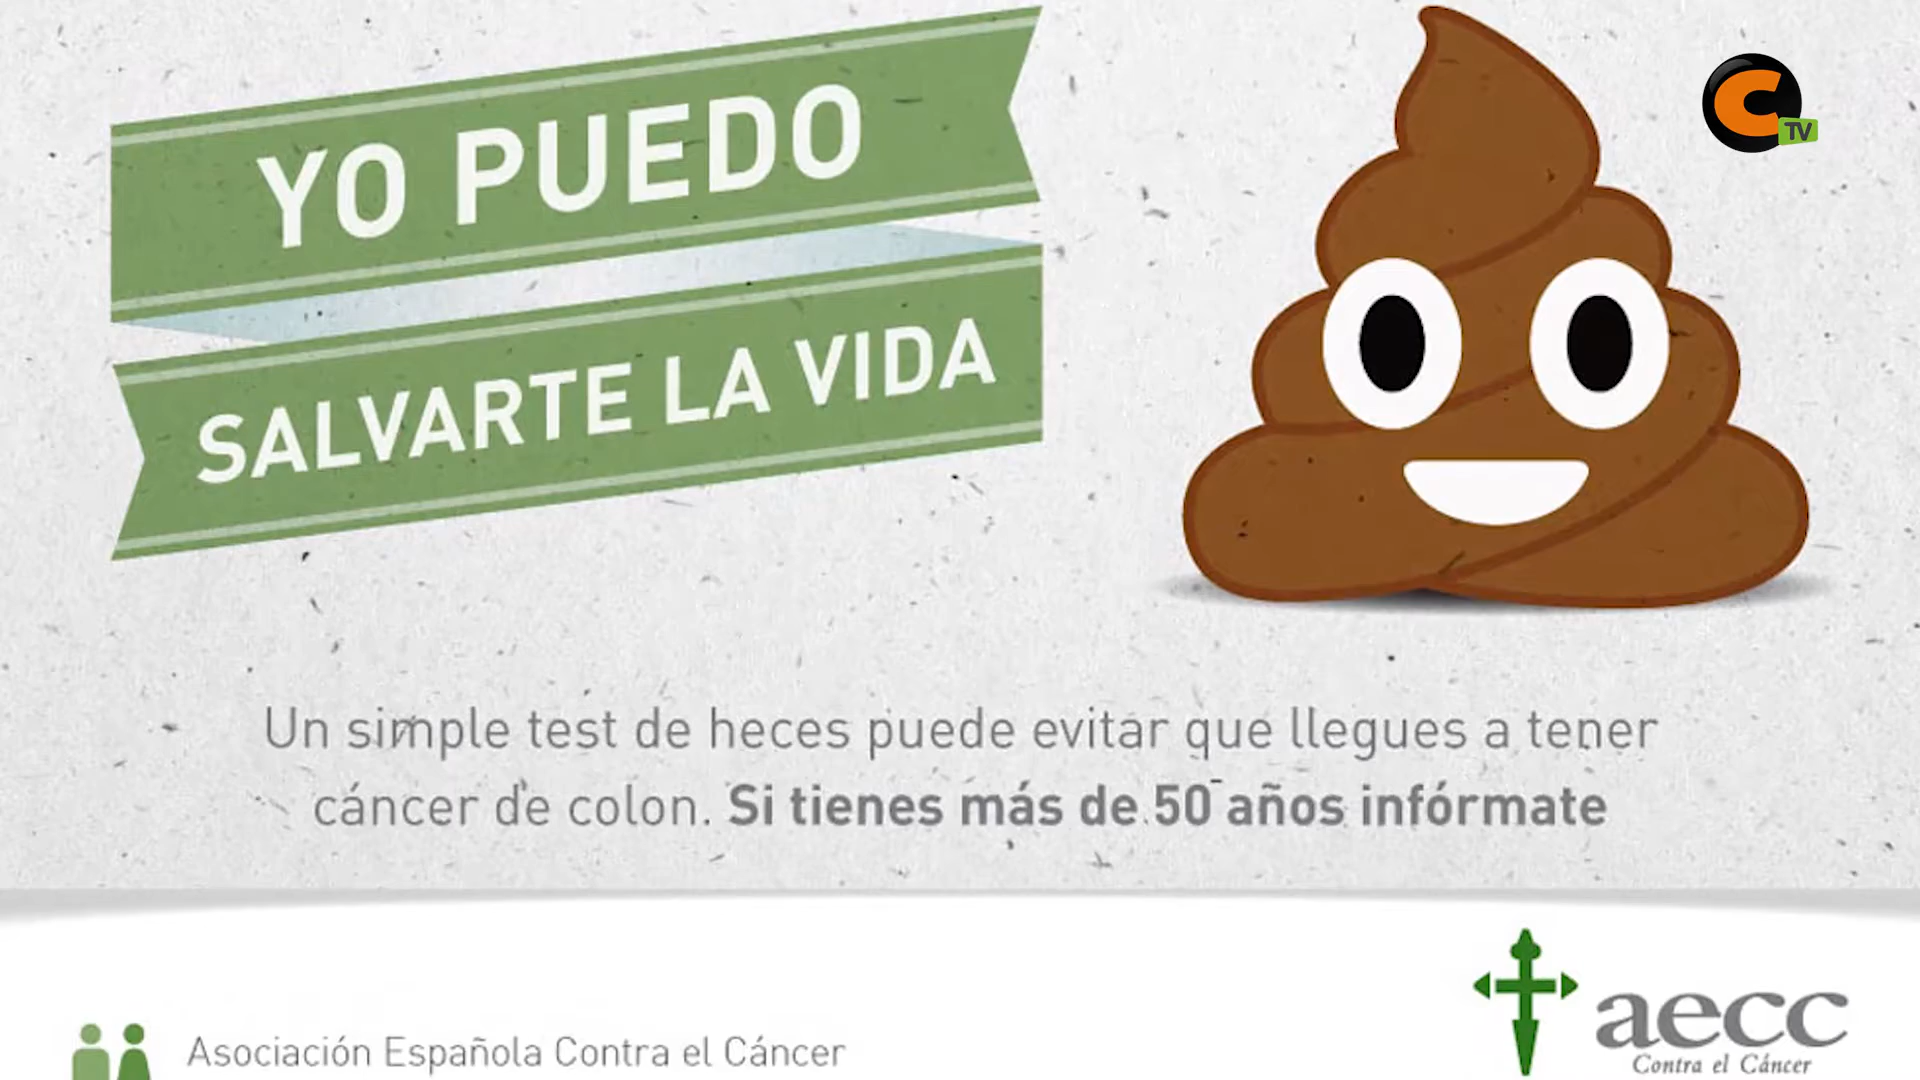 YO PUEDO
SALVARTE LA VIDA
C
TV
Un simple test de heces puede evitar que llegues a tener
cáncer de colon. Si tienes más de 50 años infórmate
Asociación Española Contra el Cáncer
aecc
Contra el Cáncer